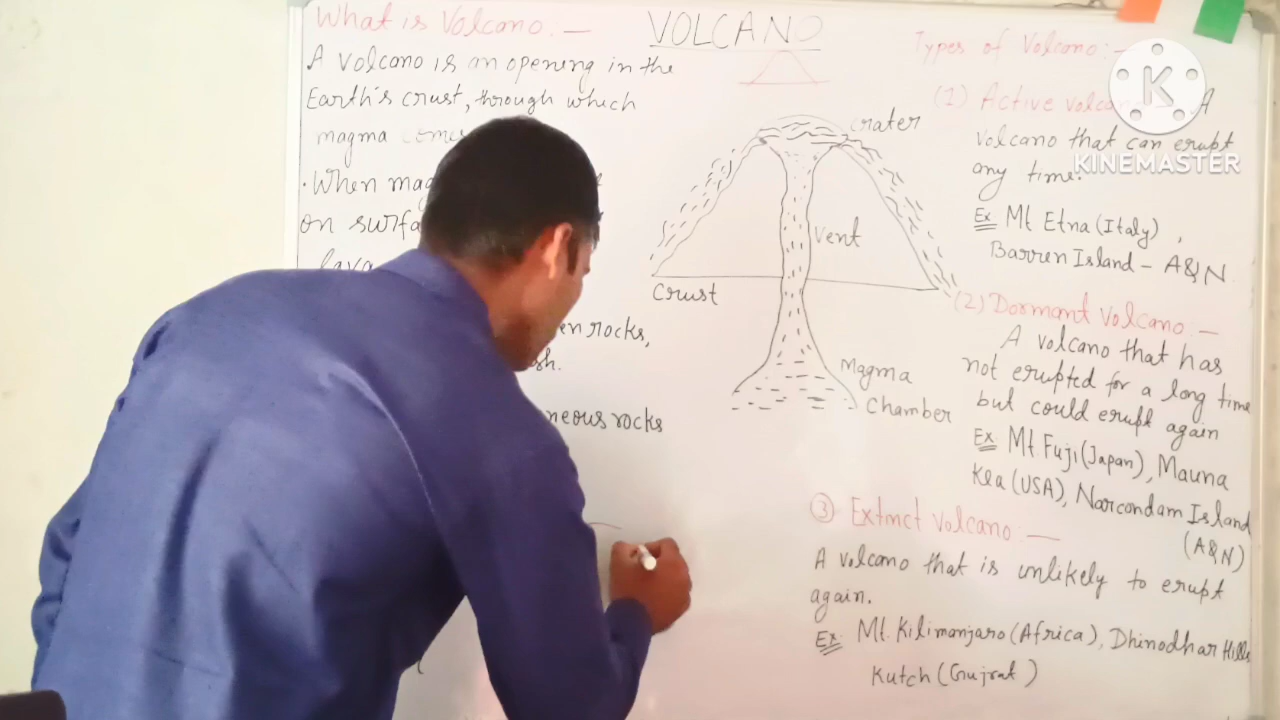 What is Volcano. —
A volcano is an opening in the
Earth's crust, through which
magma comes
When mag
on surfa
lava
en rocks,
sh.
neous rocks
VOLCANO
crater
vent
Crust
Magma
Chamber
Types of Volcano:-
(1) Active volcano A
volcano that can erupt
any time.
Ex Mt Etna (Italy),
Barren Island - A&N
(2) Dormant Volcano. —
A volcano that has
not erupted for a long time
but could erupt again
Ex: Mt. Fuji (Japan), Mauna
Kea (USA), Narcondam Island
(A&N)
③ Extinct Volcano —
A volcano that is unlikely to erupt
again.
Ex: Mt. Kilimanjaro (Africa), Dhinodhar Hills
Kutch (Gujrat)
K
KINEMASTER